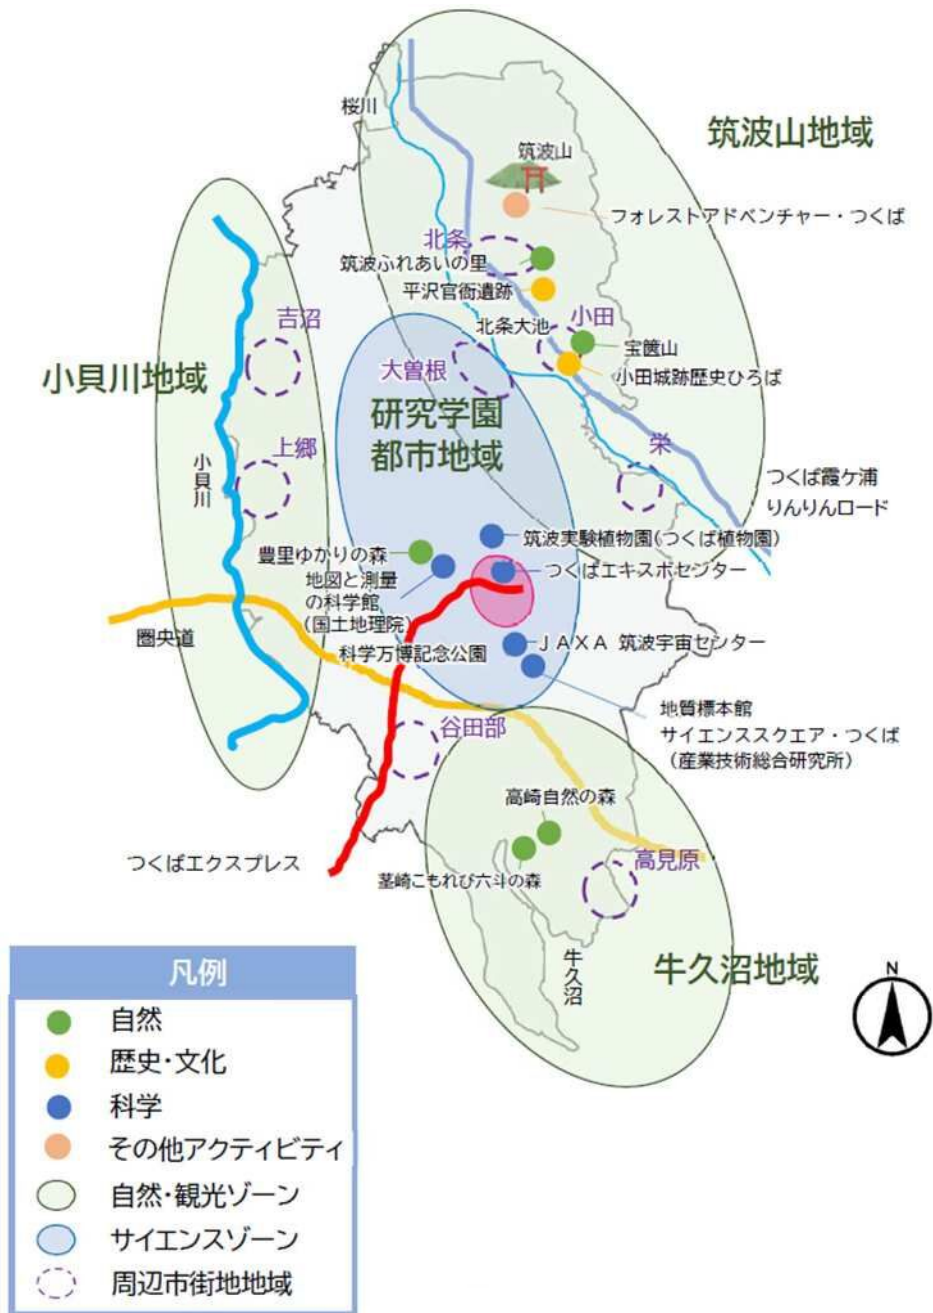 桜川
筑波山地域
筑波山
フォレストアドベンチャー・つくば
北条
筑波ふれあいの里
平沢官衙遺跡
北条大池
小田
宝篋山
小田城跡歴史ひろば
吉沼
小貝川地域
大曽根
研究学園
都市地域
上郷
小貝川
栄
つくば霞ケ浦
りんりんロード
筑波実験植物園(つくば植物園)
豊里ゆかりの森
つくばエキスポセンター
地図と測量
の科学館
(国土地理院)
圏央道
科学万博記念公園
JAXA 筑波宇宙センター
地質標本館
サイエンススクエア・つくば
(産業技術総合研究所)
谷田部
高崎自然の森
つくばエクスプレス
茎崎こもれび六斗の森
高見原
牛久沼
牛久沼地域
N
凡例
自然
歴史・文化
科学
その他アクティビティ
自然・観光ゾーン
サイエンスゾーン
周辺市街地地域